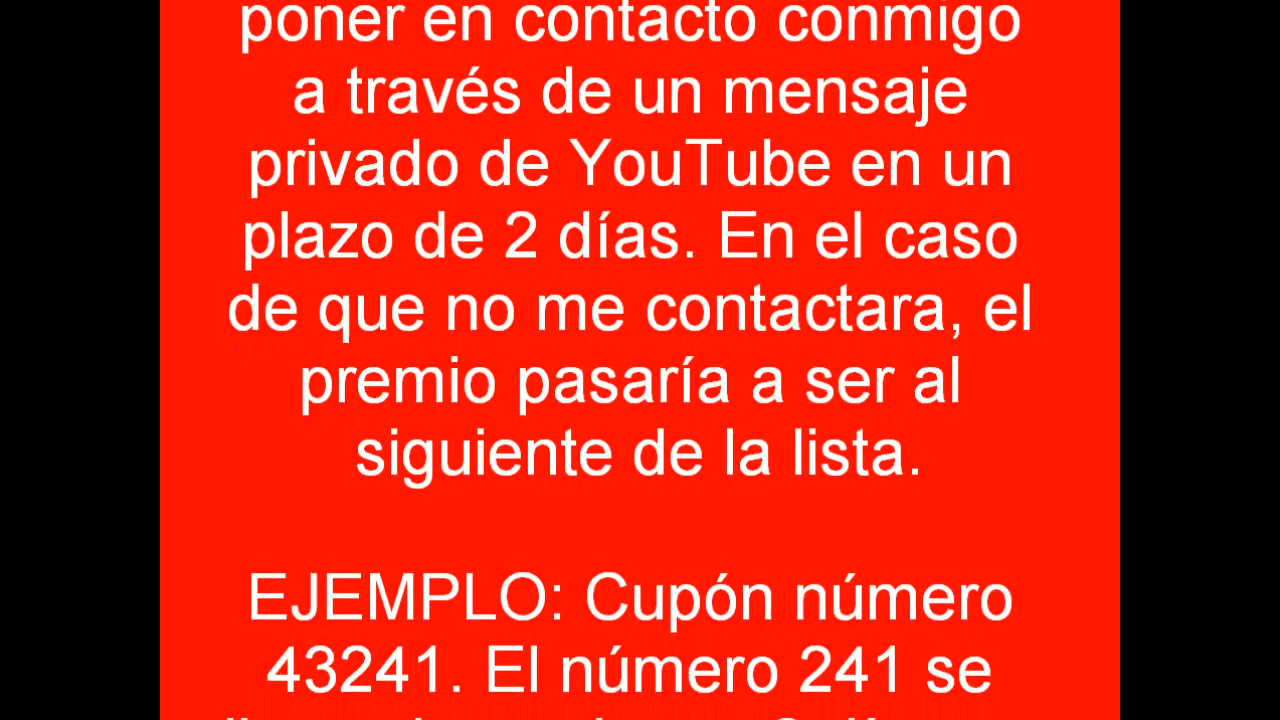 poner en contacto conmigo
a través de un mensaje
privado de YouTube en un
plazo de 2 días. En el caso
de que no me contactara, el
premio pasaría a ser al
siguiente de la lista.
EJEMPLO: Cupón número
43241. El número 241 se